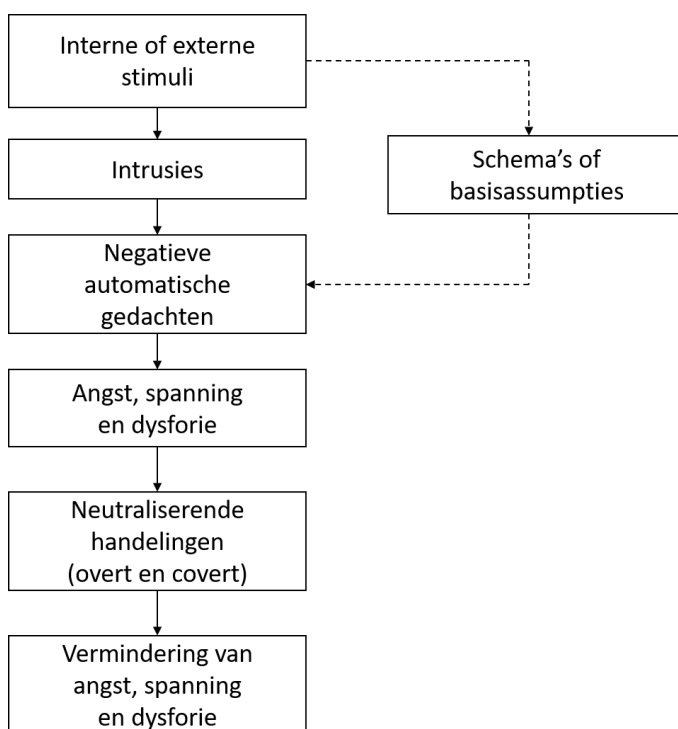 Interne of externe
stimuli
Intrusies
Schema's of
basisassumpties
Negatieve
automatische
gedachten
Angst, spanning
en dysforie
Neutraliserende
handelingen
(overt en covert)
Vermindering van
angst, spanning
en dysforie